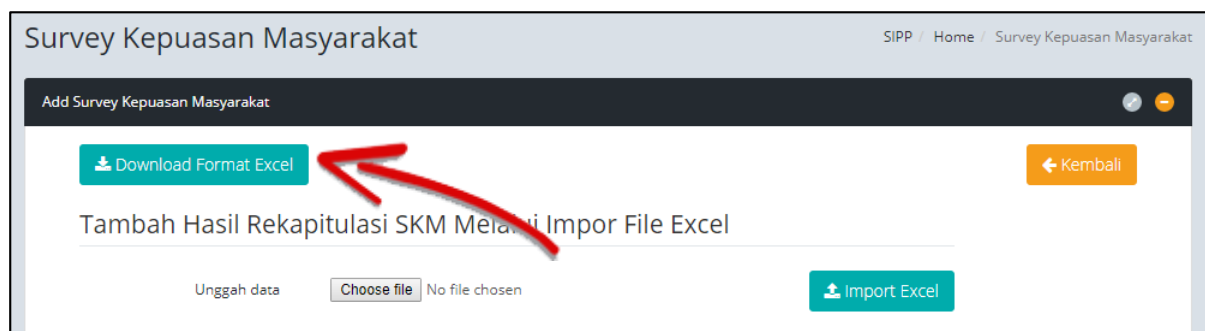 Survey Kepuasan Masyarakat
SIPP / Home / Survey Kepuasan Masyarakat
Add Survey Kepuasan Masyarakat
Download Format Excel
Kembali
Tambah Hasil Rekapitulasi SKM Melalui Impor File Excel
Unggah data
Choose file No file chosen
Import Excel